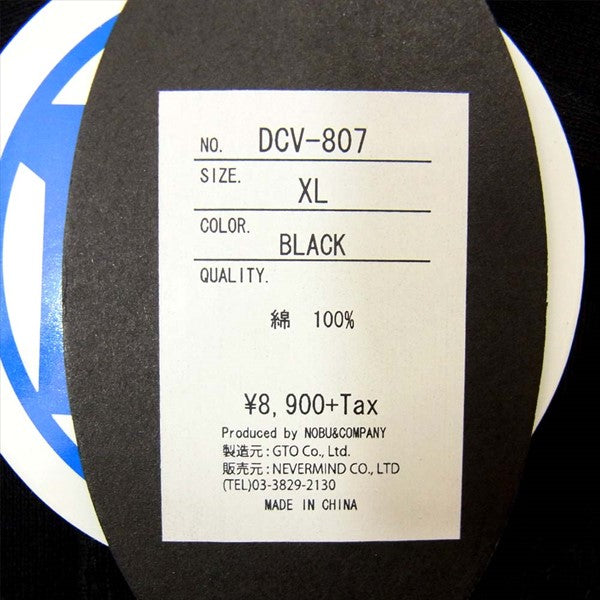 NO. DCV-807
SIZE.
XL
COLOR.
BLACK
QUALITY.
綿 100%
¥8,900+Tax
Produced by NOBU&COMPANY
製造元:GTO Co., Ltd.
販売元:NEVERMIND CO., LTD
(TEL)03-3829-2130
MADE IN CHINA